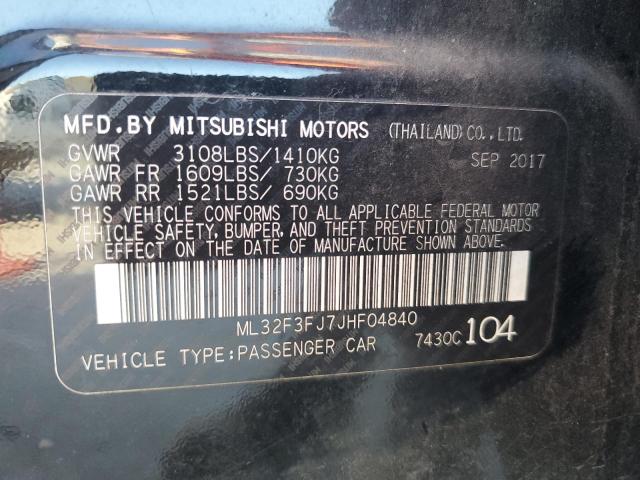 MFD.BY MITSUBISHI MOTORS (THAILAND) CO., LTD.
GVWR 3108LBS/1410KG SEP 2017
GAWR FR 1609LBS/ 730KG
GAWR RR 1521LBS/ 690KG
THIS VEHICLE CONFORMS TO ALL APPLICABLE FEDERAL MOTOR
VEHICLE SAFETY, BUMPER, AND THEFT PREVENTION STANDARDS
IN EFFECT ON THE DATE OF MANUFACTURE SHOWN ABOVE.
ML32F3FJ7JHF04840
VEHICLE TYPE:PASSENGER CAR 7430C 104